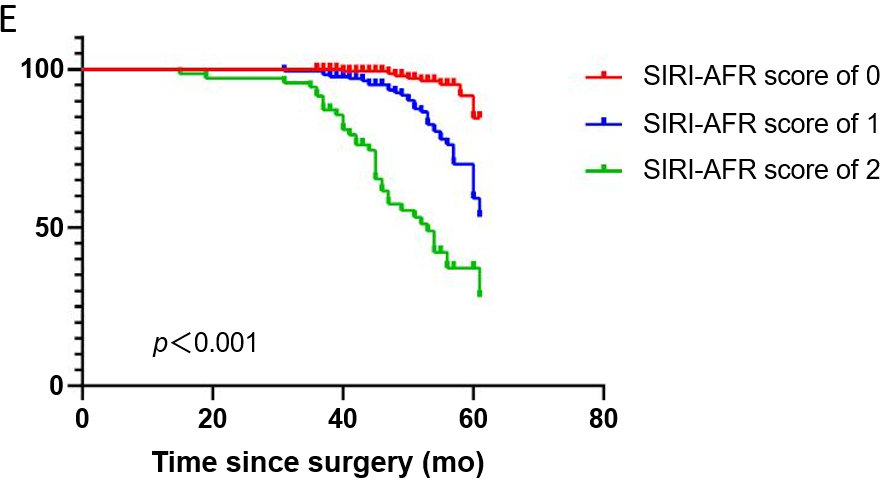 E
100
50
0
0 20 40 60 80
Time since surgery (mo)
p<0.001
SIRI-AFR score of 0
SIRI-AFR score of 1
SIRI-AFR score of 2